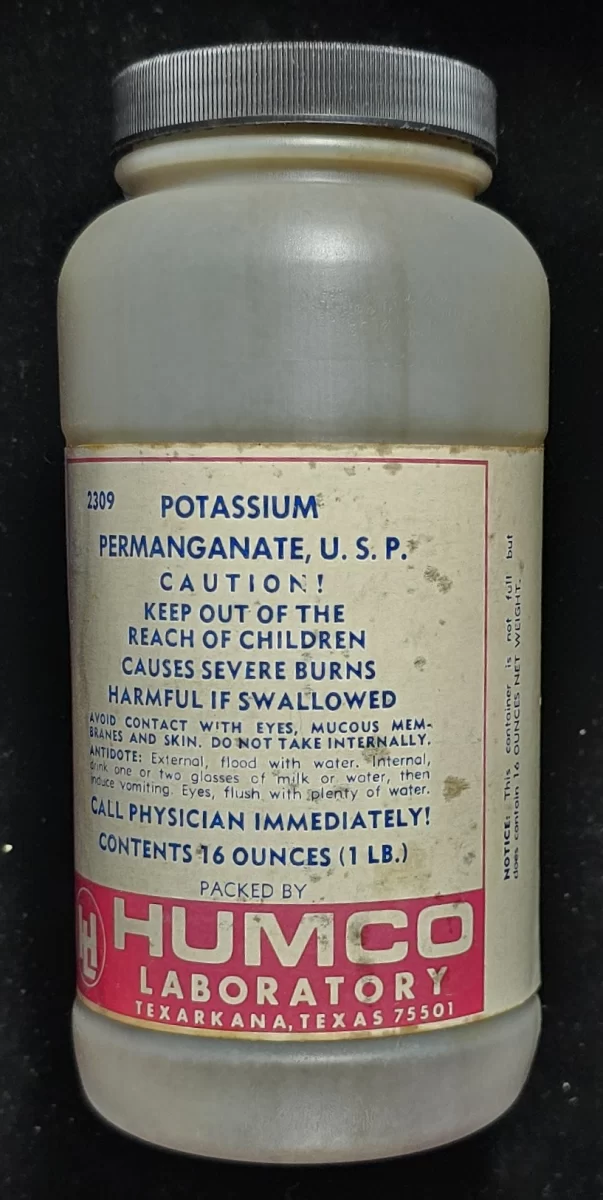 2309
POTASSIUM
PERMANGANATE, U. S. P.
CAUTION!
KEEP OUT OF THE
REACH OF CHILDREN
CAUSES SEVERE BURNS
HARMFUL IF SWALLOWED
AVOID CONTACT WITH EYES, MUCOUS MEM-
BRANES AND SKIN. DO NOT TAKE INTERNALLY.
ANTIDOTE: External, flood with water. Internal,
drink one or two glasses of milk or water, then
induce vomiting. Eyes, flush with plenty of water.
CALL PHYSICIAN IMMEDIATELY!
CONTENTS 16 OUNCES (1 LB.)
PACKED BY
HL
HUMCO
LABORATORY
TEXARKANA, TEXAS 75501
NOTICE: This container is not full but
does contain 16 OUNCES NET WEIGHT.